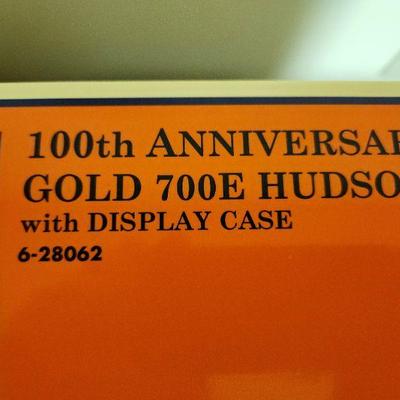 100th ANNIVERSAR
GOLD 700E HUDSO
with DISPLAY CASE
6-28062